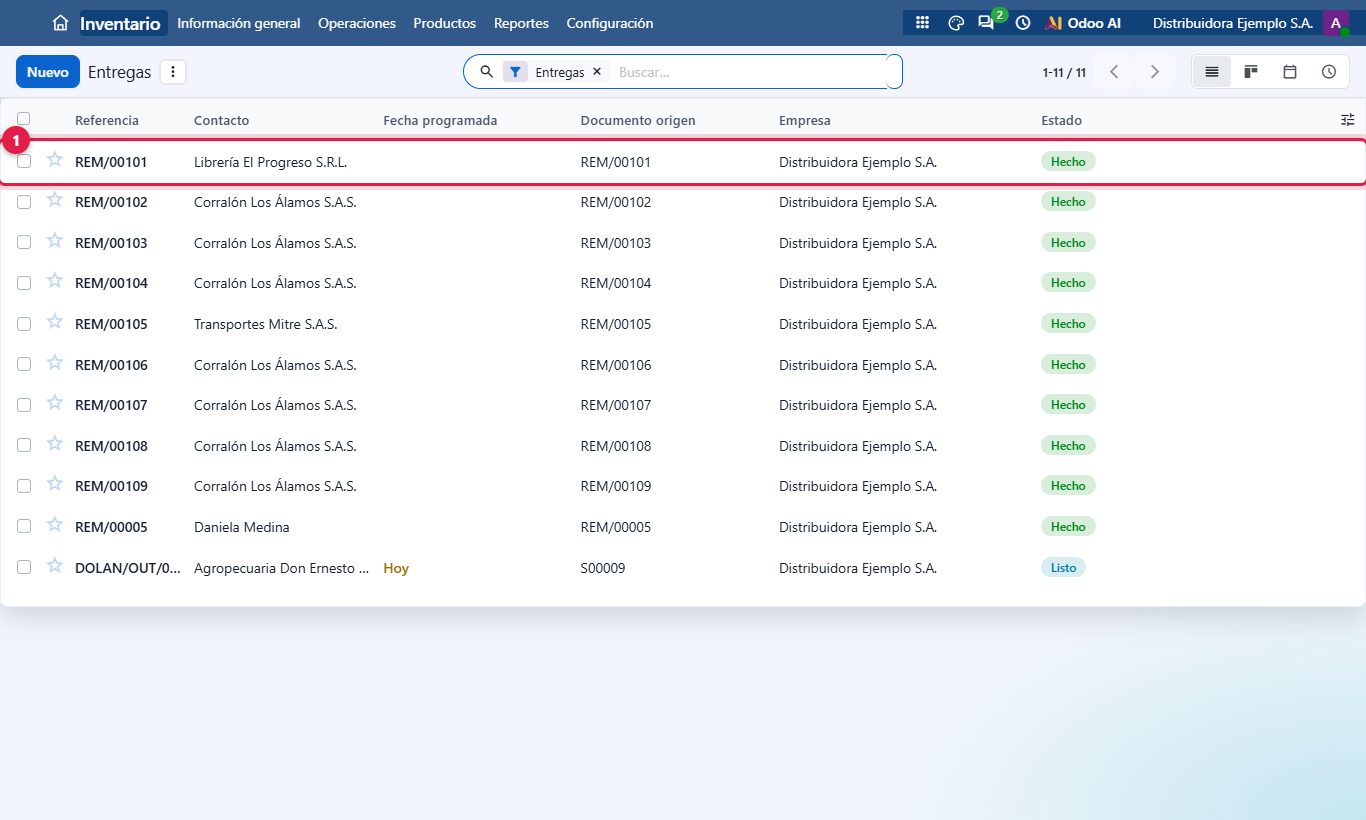 Inventario Información general Operaciones Productos Reportes Configuración 2 Odoo AI Distribuidora Ejemplo S.A. A
Nuevo Entregas Entregas Buscar... 1-11 / 11
Referencia Contacto Fecha programada Documento origen Empresa Estado
1
REM/00101 Librería El Progreso S.R.L. REM/00101 Distribuidora Ejemplo S.A. Hecho
REM/00102 Corralón Los Álamos S.A.S. REM/00102 Distribuidora Ejemplo S.A. Hecho
REM/00103 Corralón Los Álamos S.A.S. REM/00103 Distribuidora Ejemplo S.A. Hecho
REM/00104 Corralón Los Álamos S.A.S. REM/00104 Distribuidora Ejemplo S.A. Hecho
REM/00105 Transportes Mitre S.A.S. REM/00105 Distribuidora Ejemplo S.A. Hecho
REM/00106 Corralón Los Álamos S.A.S. REM/00106 Distribuidora Ejemplo S.A. Hecho
REM/00107 Corralón Los Álamos S.A.S. REM/00107 Distribuidora Ejemplo S.A. Hecho
REM/00108 Corralón Los Álamos S.A.S. REM/00108 Distribuidora Ejemplo S.A. Hecho
REM/00109 Corralón Los Álamos S.A.S. REM/00109 Distribuidora Ejemplo S.A. Hecho
REM/00005 Daniela Medina REM/00005 Distribuidora Ejemplo S.A. Hecho
DOLAN/OUT/0... Agropecuaria Don Ernesto ... Hoy S00009 Distribuidora Ejemplo S.A. Listo